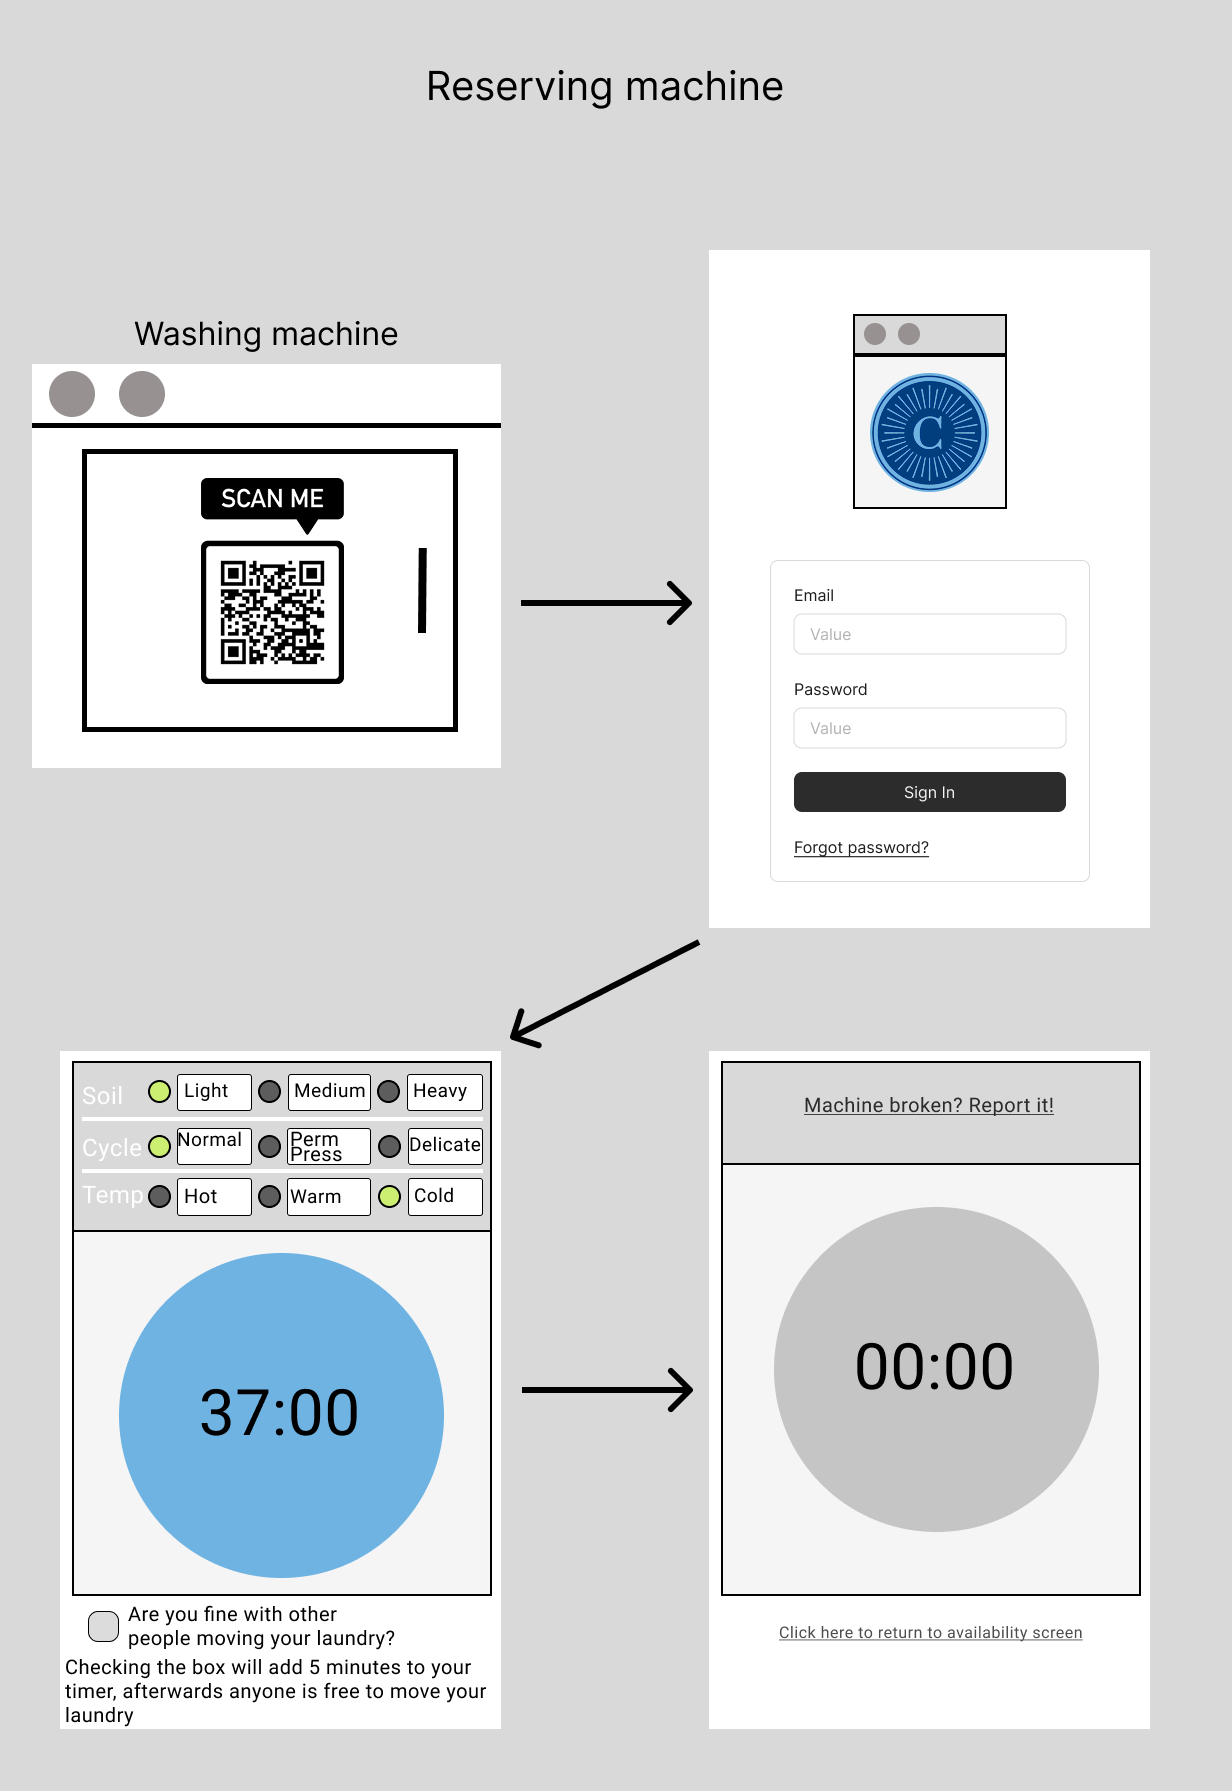 Reserving machine
Washing machine
SCAN ME
C
Email
Value
Password
Value
Sign In
Forgot password?
Soil Light Medium Heavy
Cycle Normal Perm Press Delicate
Temp Hot Warm Cold
37:00
Are you fine with other
people moving your laundry?
Checking the box will add 5 minutes to your
timer, afterwards anyone is free to move your
laundry
Machine broken? Report it!
00:00
Click here to return to availability screen